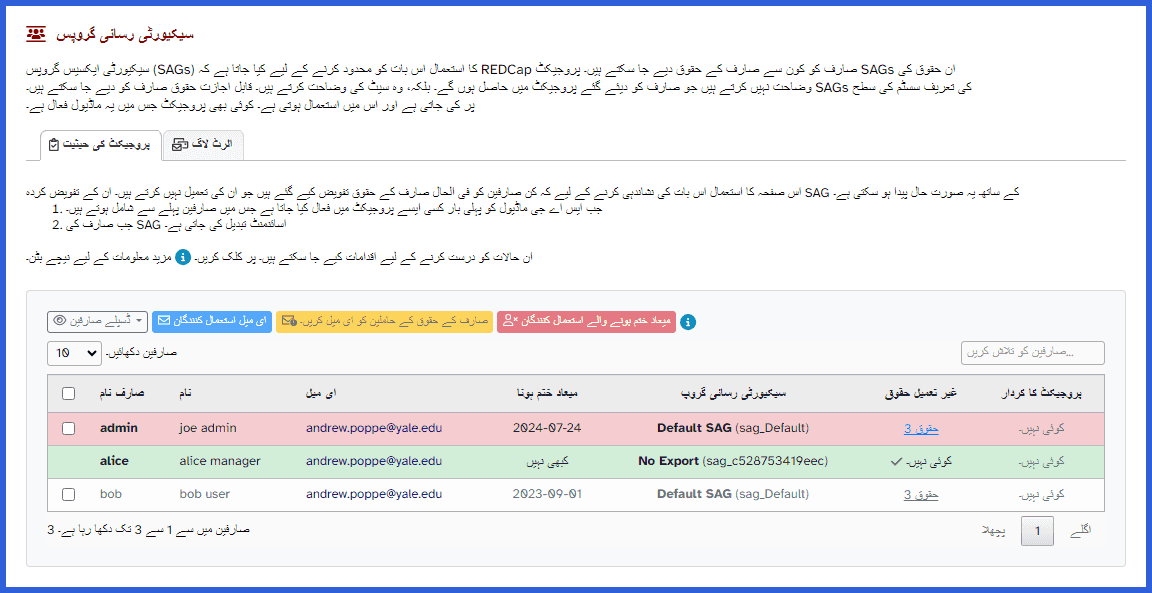 سیکیورٹی رسائی گروپس
سیکیورٹی ایکسیس گروپس (SAGs) کا استعمال اس بات کو محدود کرنے کے لیے کیا جاتا ہے کہ REDCap پروجیکٹ میں صارف کو کون سے صارف کے حقوق دیے جا سکتے ہیں۔ SAGs ان حقوق کی
وضاحت نہیں کرتے ہیں جو صارف کو دیئے گئے پروجیکٹ میں حاصل ہوں گے۔ بلکہ، وہ سیٹ کی وضاحت کرتے ہیں۔ قابل اجازت حقوق صارف کو دیے جا سکتے ہیں۔ SAGs کی تعریف سسٹم کی سطح
پر کی جاتی ہے اور اس میں استعمال ہوتی ہے۔ کوئی بھی پروجیکٹ جس میں یہ ماڈیول فعال ہے۔
پروجیکٹ کی حیثیت
الرٹ لاگ
اس صفحہ کا استعمال اس بات کی نشاندہی کرنے کے لیے کہ کن صارفین کو فی الحال صارف کے حقوق تفویض کیے گئے ہیں جو ان کی تعمیل نہیں کرتے ہیں۔ ان کے تفویض کردہ SAG کے ساتھ یہ صورت حال پیدا ہو سکتی ہے۔
1. جب ایس اے جی ماڈیول کو پہلی بار کسی ایسے پروجیکٹ میں فعال کیا جاتا ہے جس میں صارفین پہلے سے شامل ہوتے ہیں۔
2. جب صارف کی SAG اسائنمنٹ تبدیل کی جاتی ہے۔
ان حالات کو درست کرنے کے لیے اقدامات کیے جا سکتے ہیں۔ پر کلک کریں۔ مزید معلومات کے لیے نیچے بٹن۔
ڈسپلے صارفین
ای میل استعمال کنندگان
صارف کے حقوق کے حاملین کو ای میل کریں۔
میعاد ختم ہونے والے استعمال کنندگان
10 صارفین دکھائیں۔
صارفین کو تلاش کریں...
صارف نام نام ای میل میعاد ختم ہونا سیکیورٹی رسائی گروپ غیر تعمیل حقوق پروجیکٹ کا کردار
admin joe admin andrew.poppe@yale.edu 2024-07-24 Default SAG (sag_Default) 3 حقوق کوئی نہیں۔
alice alice manager andrew.poppe@yale.edu کبھی نہیں No Export (sag_c528753419eec) کوئی نہیں۔ کوئی نہیں۔
bob bob user andrew.poppe@yale.edu 2023-09-01 Default SAG (sag_Default) 3 حقوق کوئی نہیں۔
3 صارفین میں سے 1 سے 3 تک دکھا رہا ہے۔
پچھلا 1 اگلے